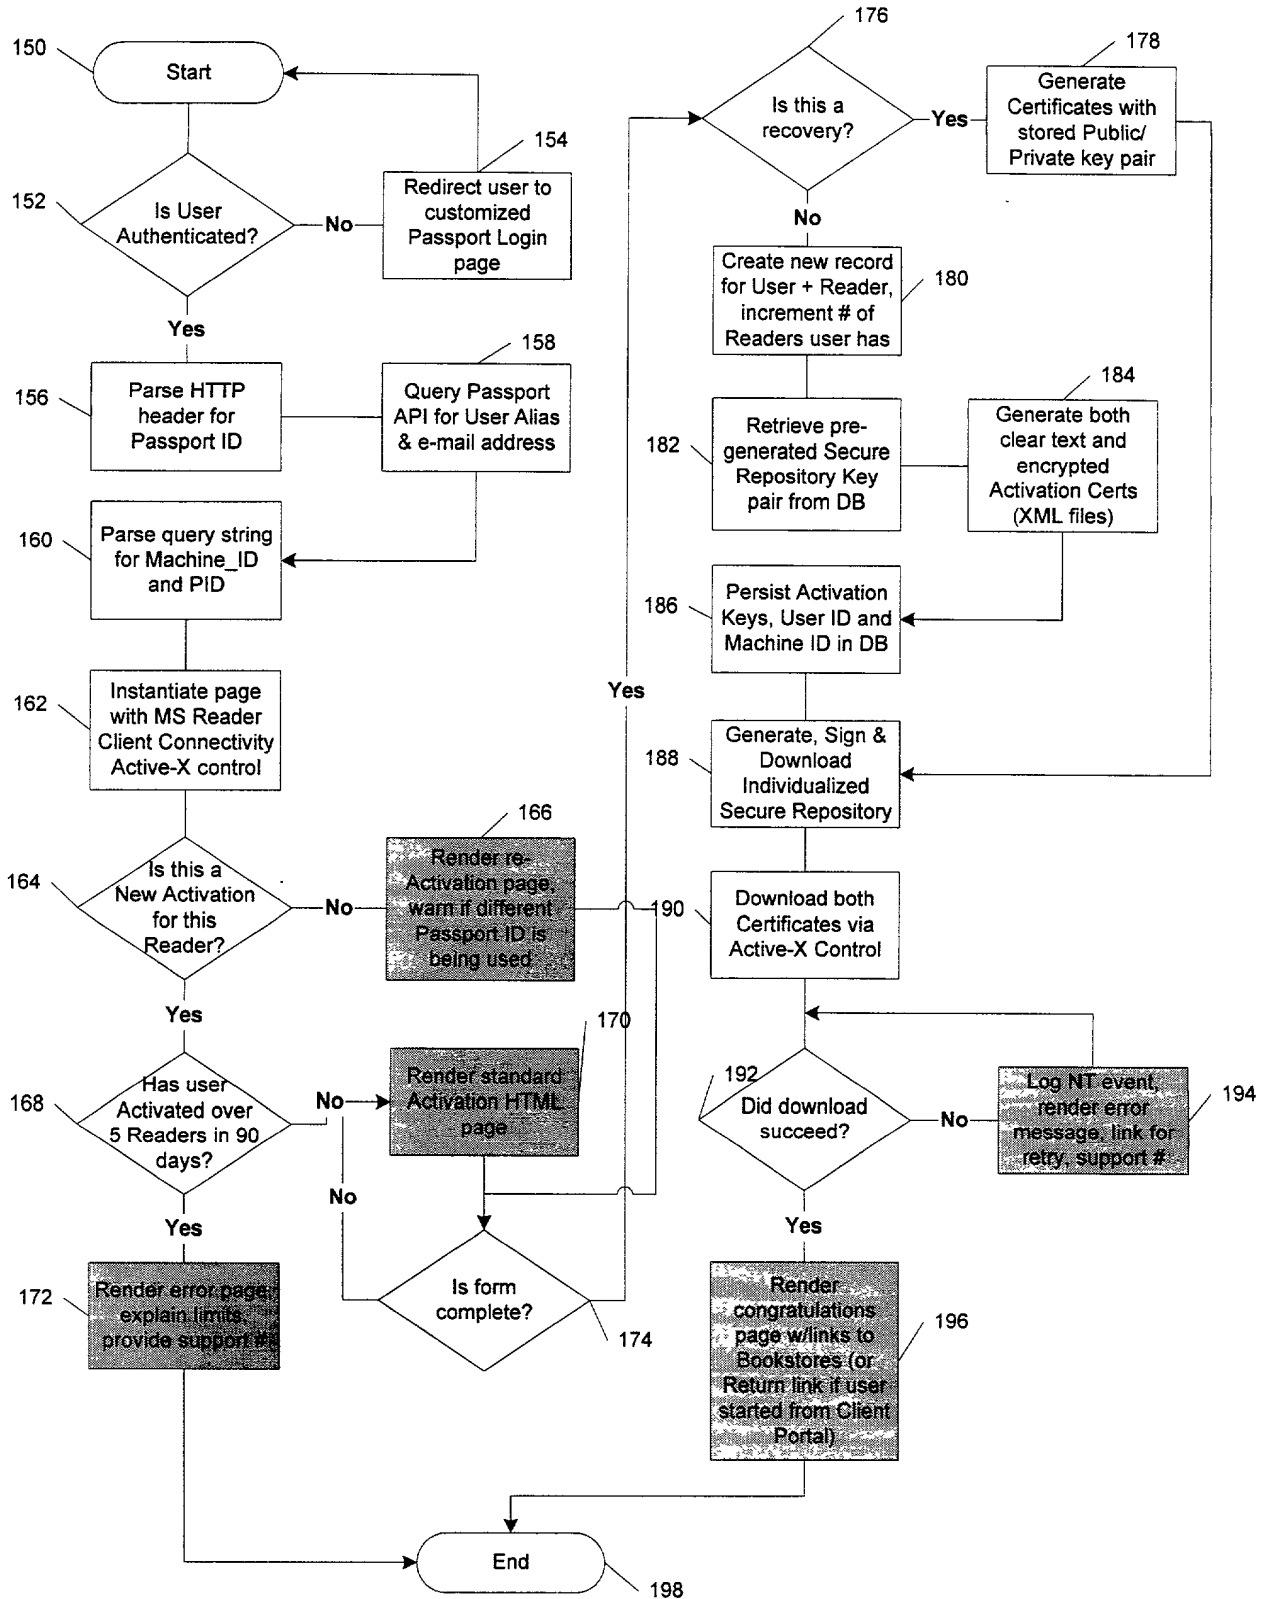 150
Start
154
Redirect user to
customized
Passport Login
page
152
Is User
Authenticated?
No
Yes
156
Parse HTTP
header for
Passport ID
158
Query Passport
API for User Alias
& e-mail address
160
Parse query string
for Machine_ID
and PID
162
Instantiate page
with MS Reader
Client Connectivity
Active-X control
164
Is this a
New Activation
for this
Reader?
No
166
Render re-
Activation page,
warn if different
Passport ID is
being used
Yes
168
Has user
Activated over
5 Readers in 90
days?
No
170
Render standard
Activation HTML
page
No
Yes
172
Render error page,
explain limits,
provide support #
Is form
complete?
174
Yes
176
Is this a
recovery?
Yes
178
Generate
Certificates with
stored Public/
Private key pair
No
180
Create new record
for User + Reader,
increment # of
Readers user has
182
Retrieve pre-
generated Secure
Repository Key
pair from DB
184
Generate both
clear text and
encrypted
Activation Certs
(XML files)
186
Persist Activation
Keys, User ID and
Machine ID in DB
188
Generate, Sign &
Download
Individualized
Secure Repository
190
Download both
Certificates via
Active-X Control
192
Did download
succeed?
No
194
Log NT event,
render error
message, link for
retry, support #
Yes
196
Render
congratulations
page w/links to
Bookstores (or
Return link if user
started from Client
Portal)
End
198